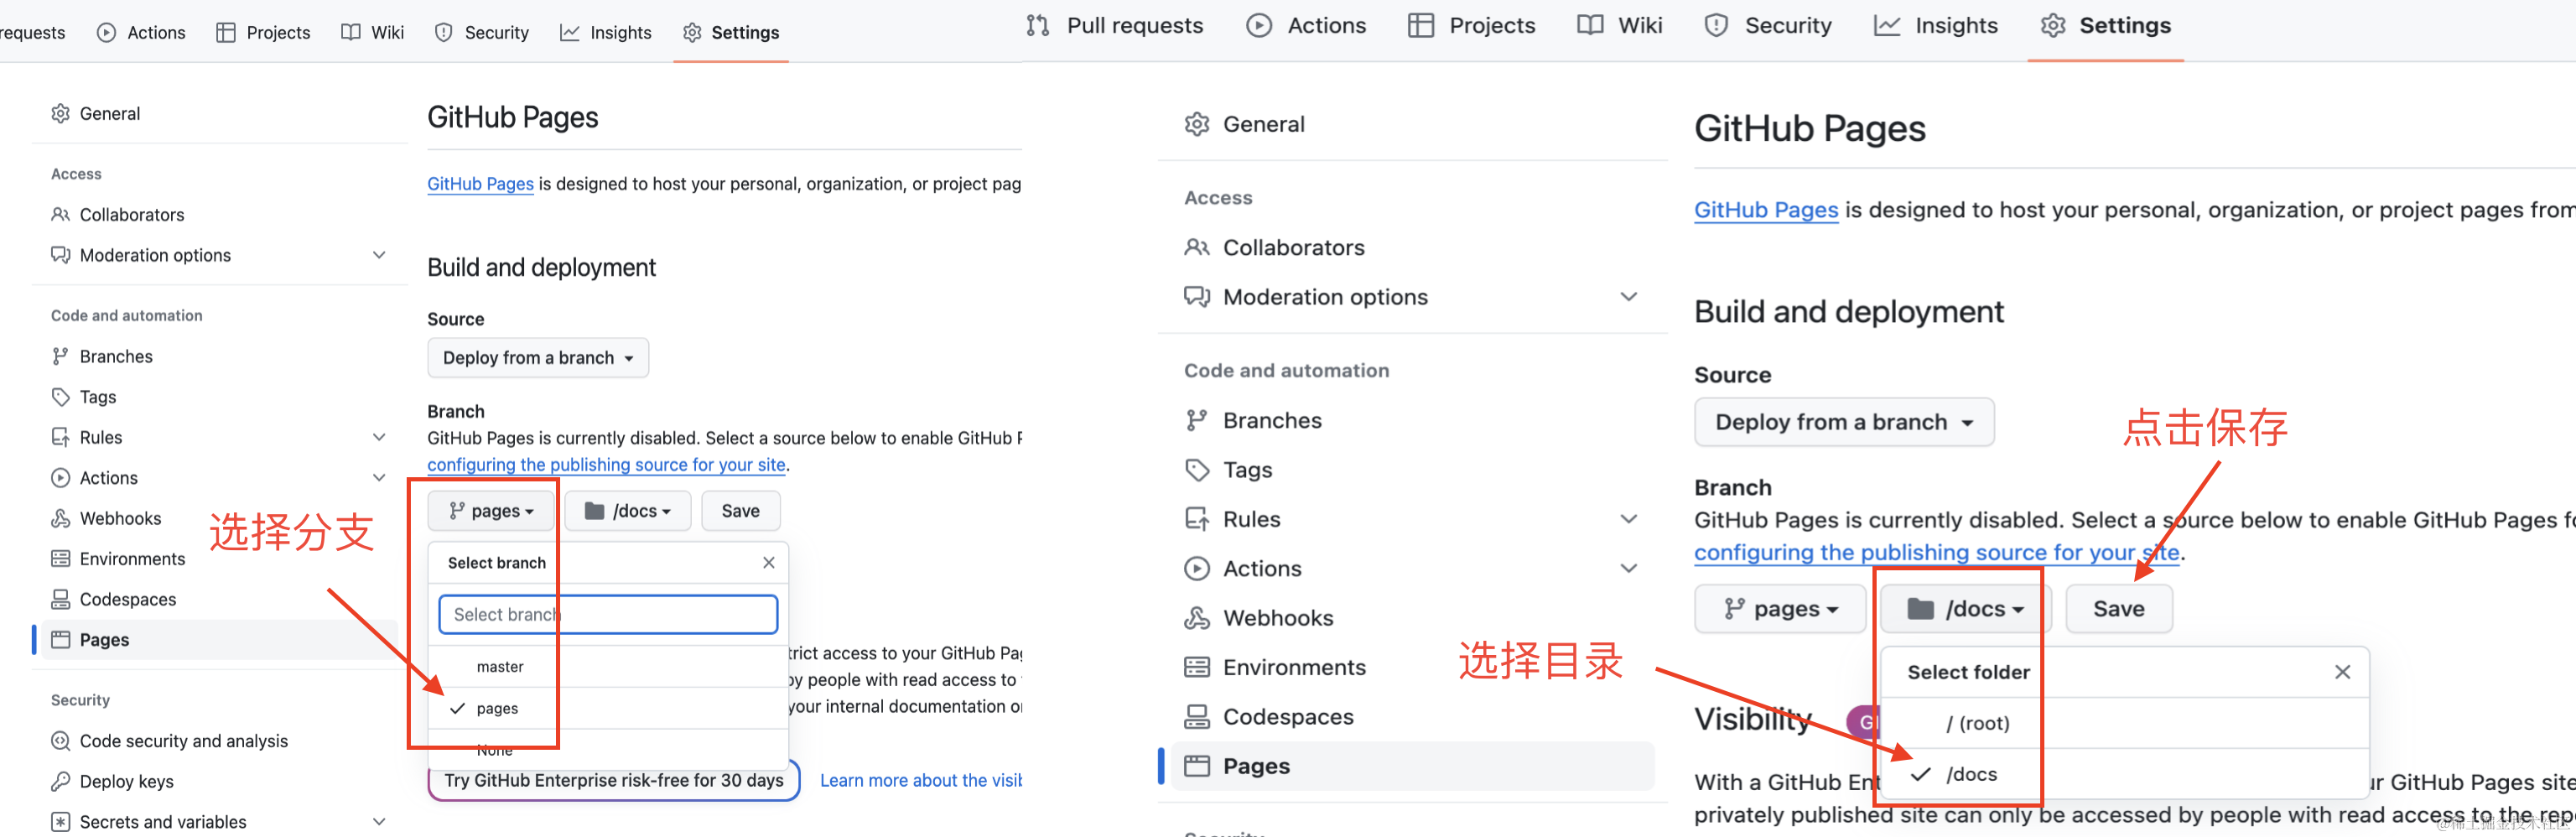 requests Actions Projects Wiki Security Insights Settings
General
Access
Collaborators
Moderation options
Code and automation
Branches
Tags
Rules
Actions
Webhooks
Environments
Codespaces
Pages
Security
Code security and analysis
Deploy keys
Secrets and variables
GitHub Pages
GitHub Pages is designed to host your personal, organization, or project pag
Build and deployment
Source
Deploy from a branch
Branch
GitHub Pages is currently disabled. Select a source below to enable GitHub P
configuring the publishing source for your site.
pages /docs Save
选择分支
Select branch
Select branch
master
pages
None
trict access to your GitHub Pag
by people with read access to
your internal documentation or
Try GitHub Enterprise risk-free for 30 days Learn more about the visib
Pull requests Actions Projects Wiki Security Insights Settings
General
Access
Collaborators
Moderation options
Code and automation
Branches
Tags
Rules
Actions
Webhooks
Environments
Codespaces
Pages
Security
GitHub Pages
GitHub Pages is designed to host your personal, organization, or project pages from
Build and deployment
Source
Deploy from a branch
点击保存
Branch
GitHub Pages is currently disabled. Select a source below to enable GitHub Pages fo
configuring the publishing source for your site.
pages /docs Save
选择目录
Select folder
/ (root)
/docs
Visibility
With a GitHub Ent ur GitHub Pages site
privately published site can only be accessed by people with read access to the rep
@稀土掘金技术社区